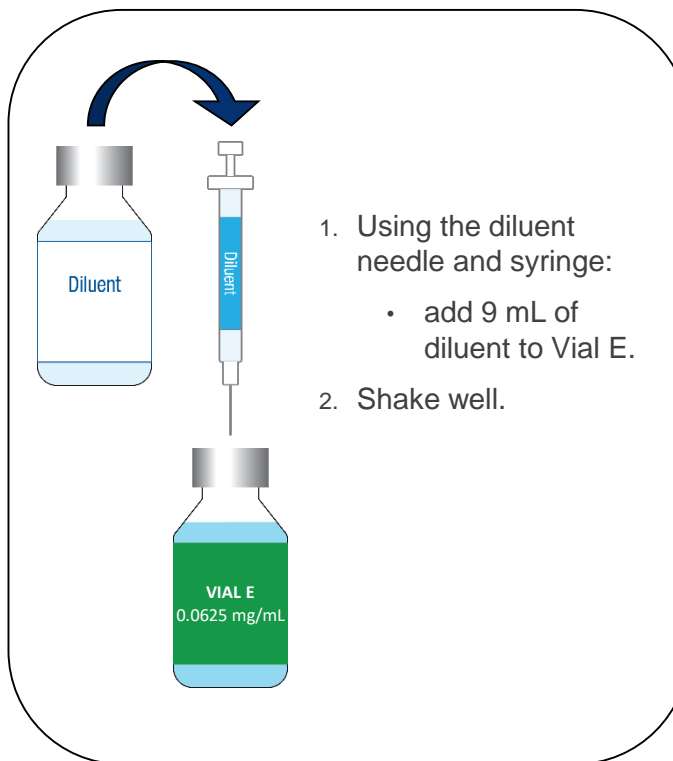 Diluent
Diluent
1. Using the diluent
needle and syringe:
• add 9 mL of
diluent to Vial E.
2. Shake well.
VIAL E
0.0625 mg/mL